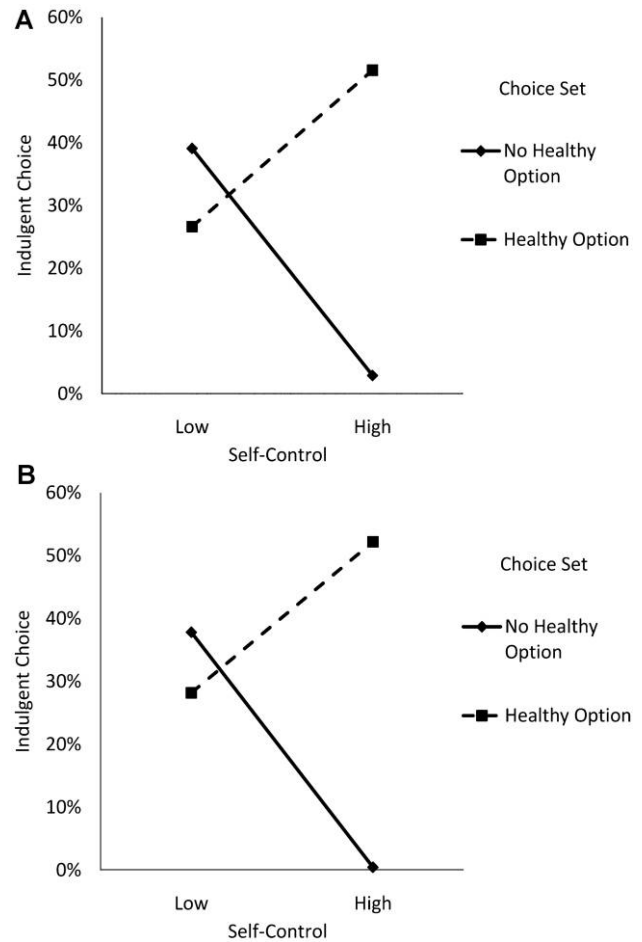 A
60%
50%
40%
30%
20%
10%
0%
Indulgent Choice
Low
High
Self-Control
Choice Set
No Healthy
Option
Healthy Option
B
60%
50%
40%
30%
20%
10%
0%
Indulgent Choice
Low
High
Self-Control
Choice Set
No Healthy
Option
Healthy Option